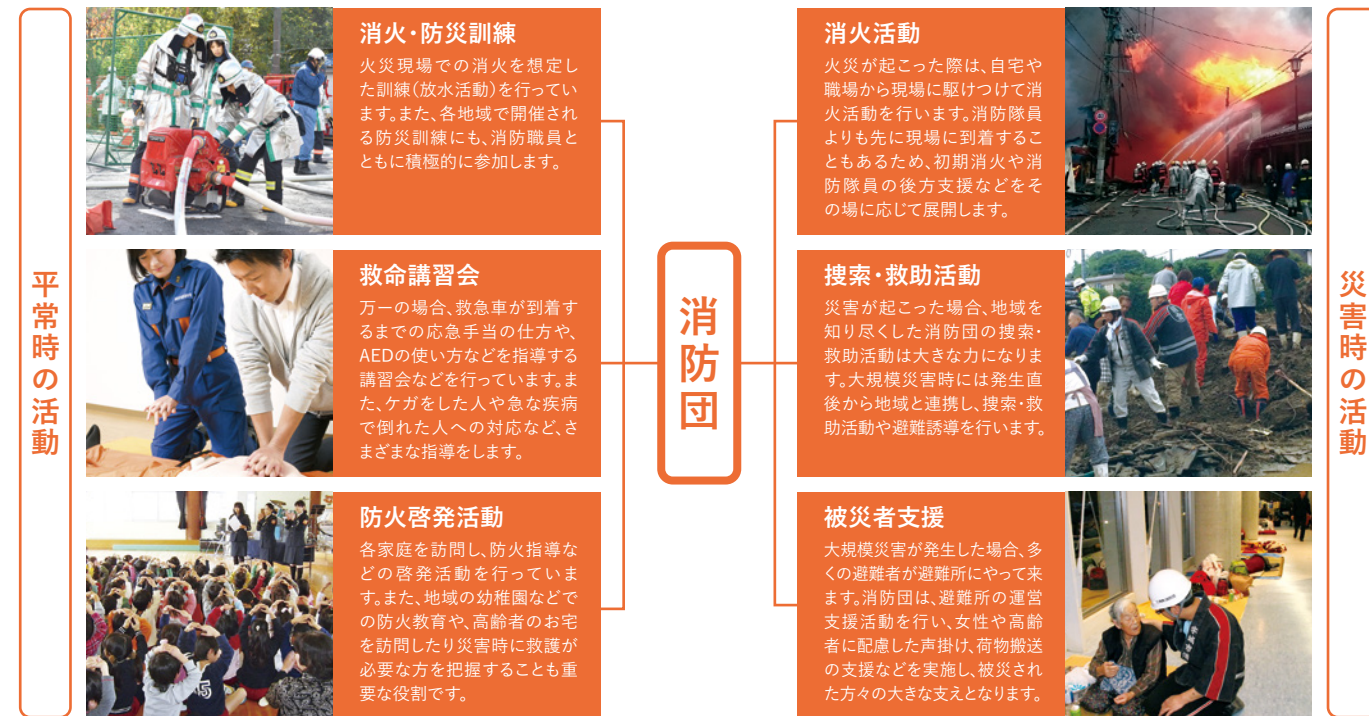 平常時の活動
消火・防災訓練
火災現場での消火を想定し
た訓練(放水活動)を行ってい
ます。また、各地域で開催され
る防災訓練にも、消防職員と
ともに積極的に参加します。
救命講習会
万一の場合、救急車が到着す
るまでの応急手当の仕方や、
AEDの使い方などを指導する
講習会などを行っています。ま
た、ケガをした人や急な疾病
で倒れた人への対応など、さ
まざまな指導をします。
防火啓発活動
各家庭を訪問し、防火指導な
どの啓発活動を行っていま
す。また、地域の幼稚園などで
の防火教育や、高齢者のお宅
を訪問したり災害時に救護が
必要な方を把握することも重
要な役割です。
消防団
消火活動
火災が起こった際は、自宅や
職場から現場に駆けつけて消
火活動を行います。消防隊員
よりも先に現場に到着するこ
ともあるため、初期消火や消
防隊員の後方支援などをそ
の場に応じて展開します。
捜索・救助活動
災害が起こった場合、地域を
知り尽くした消防団の捜索・
救助活動は大きな力になりま
す。大規模災害時には発生直
後から地域と連携し、捜索・救
助活動や避難誘導を行います。
被災者支援
大規模災害が発生した場合、多
くの避難者が避難所にやって来
ます。消防団は、避難所の運営
支援活動を行い、女性や高齢
者に配慮した声掛け、荷物搬送
の支援などを実施し、被災され
た方々の大きな支えとなります。
災害時の活動